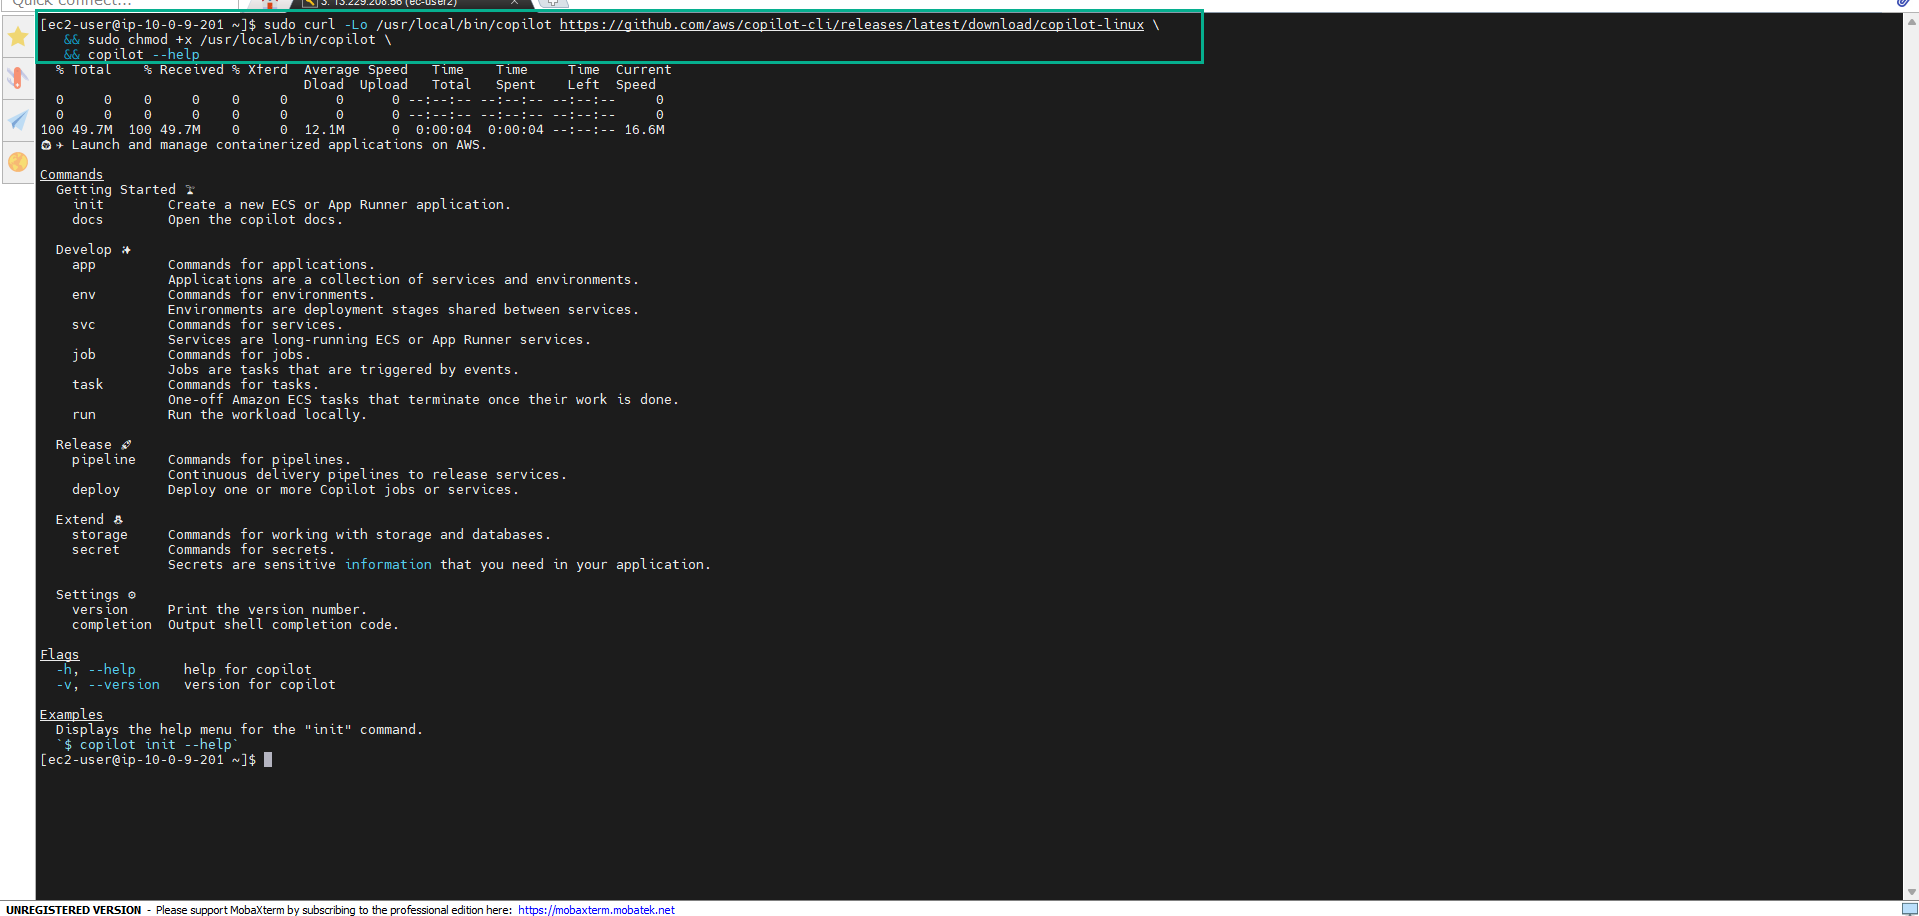 Quick connect...
3. 13.229.208.56 (ec2-user2)
[ec2-user@ip-10-0-9-201 ~]$ sudo curl -Lo /usr/local/bin/copilot https://github.com/aws/copilot-cli/releases/latest/download/copilot-linux \
&& sudo chmod +x /usr/local/bin/copilot \
&& copilot --help
% Total % Received % Xferd Average Speed Time Time Time Current
Dload Upload Total Spent Left Speed
0 0 0 0 0 0 0 0 --:--:-- --:--:-- --:--:-- 0
0 0 0 0 0 0 0 0 --:--:-- --:--:-- --:--:-- 0
100 49.7M 100 49.7M 0 0 12.1M 0 0:00:04 0:00:04 --:--:-- 16.6M
Launch and manage containerized applications on AWS.
Commands
Getting Started
init Create a new ECS or App Runner application.
docs Open the copilot docs.
Develop ✨
app Commands for applications.
Applications are a collection of services and environments.
env Commands for environments.
Environments are deployment stages shared between services.
svc Commands for services.
Services are long-running ECS or App Runner services.
job Commands for jobs.
Jobs are tasks that are triggered by events.
task Commands for tasks.
One-off Amazon ECS tasks that terminate once their work is done.
run Run the workload locally.
Release 🚀
pipeline Commands for pipelines.
Continuous delivery pipelines to release services.
deploy Deploy one or more Copilot jobs or services.
Extend
storage Commands for working with storage and databases.
secret Commands for secrets.
Secrets are sensitive information that you need in your application.
Settings ⚙
version Print the version number.
completion Output shell completion code.
Flags
-h, --help help for copilot
-v, --version version for copilot
Examples
Displays the help menu for the "init" command.
`$ copilot init --help`
[ec2-user@ip-10-0-9-201 ~]$
UNREGISTERED VERSION - Please support MobaXterm by subscribing to the professional edition here: https://mobaxterm.mobatek.net